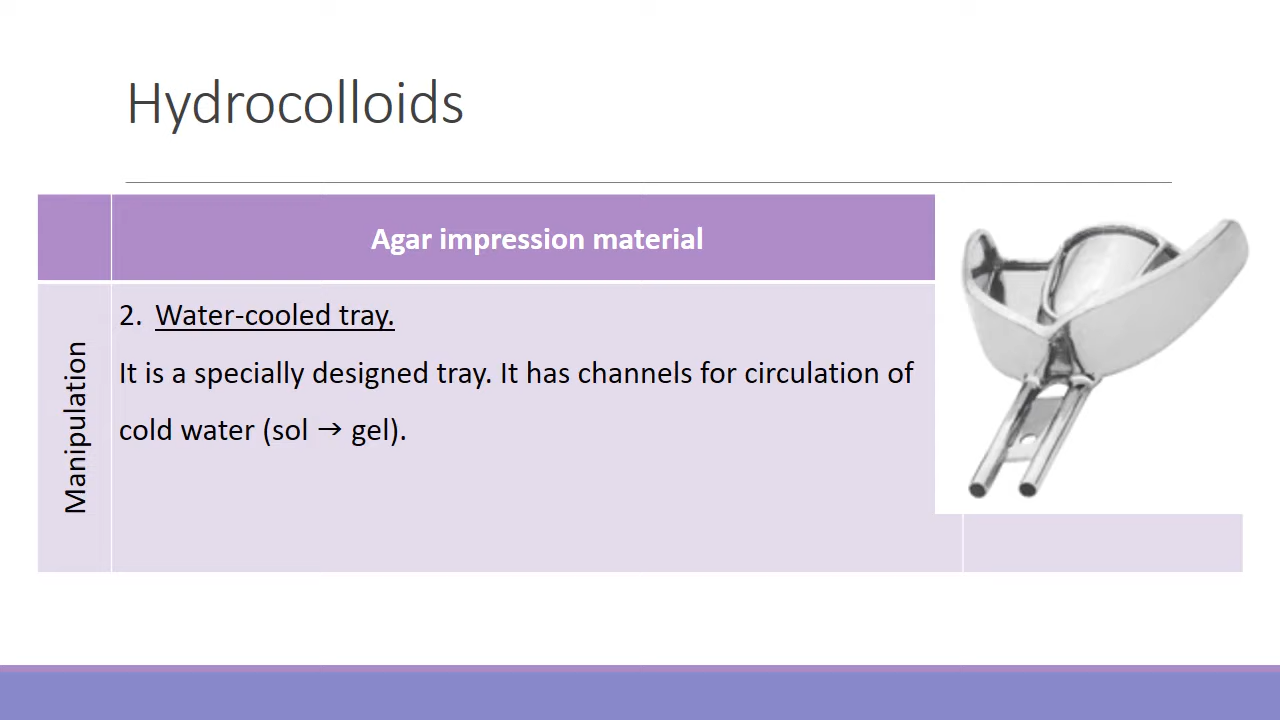 Hydrocolloids
Agar impression material
Manipulation
2. Water-cooled tray.
It is a specially designed tray. It has channels for circulation of
cold water (sol → gel).